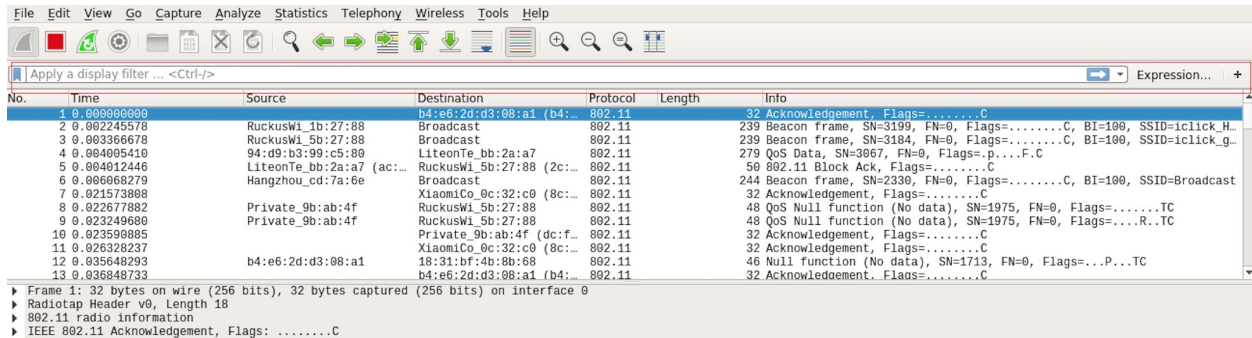 File Edit View Go Capture Analyze Statistics Telephony Wireless Tools Help
Apply a display filter ... <Ctrl-/> Expression... +
No. Time Source Destination Protocol Length Info
1 0.000000000 b4:e6:2d:d3:08:a1 (b4:… 802.11 32 Acknowledgement, Flags=........C
2 0.002245578 RuckusWi_1b:27:88 Broadcast 802.11 239 Beacon frame, SN=3199, FN=0, Flags=........C, BI=100, SSID=iclick_H…
3 0.003366678 RuckusWi_5b:27:88 Broadcast 802.11 239 Beacon frame, SN=3184, FN=0, Flags=........C, BI=100, SSID=iclick_g…
4 0.004005410 94:d9:b3:99:c5:80 LiteonTe_bb:2a:a7 802.11 279 QoS Data, SN=3067, FN=0, Flags=.p....F.C
5 0.004012446 LiteonTe_bb:2a:a7 (ac:… RuckusWi_5b:27:88 (2c:… 802.11 50 802.11 Block Ack, Flags=........C
6 0.006068279 Hangzhou_cd:7a:6e Broadcast 802.11 244 Beacon frame, SN=2330, FN=0, Flags=........C, BI=100, SSID=Broadcast
7 0.021573808 XiaomiCo_0c:32:c0 (8c:… 802.11 32 Acknowledgement, Flags=........C
8 0.022677882 Private_9b:ab:4f RuckusWi_5b:27:88 802.11 48 QoS Null function (No data), SN=1975, FN=0, Flags=.......TC
9 0.023249680 Private_9b:ab:4f RuckusWi_5b:27:88 802.11 48 QoS Null function (No data), SN=1975, FN=0, Flags=....R..TC
10 0.023590885 Private_9b:ab:4f (dc:f… 802.11 32 Acknowledgement, Flags=........C
11 0.026328237 XiaomiCo_0c:32:c0 (8c:… 802.11 32 Acknowledgement, Flags=........C
12 0.035648293 b4:e6:2d:d3:08:a1 18:31:bf:4b:8b:68 802.11 46 Null function (No data), SN=1713, FN=0, Flags=...P...TC
13 0.036848733 b4:e6:2d:d3:08:a1 (b4:… 802.11 32 Acknowledgement, Flags=........C
Frame 1: 32 bytes on wire (256 bits), 32 bytes captured (256 bits) on interface 0
Radiotap Header v0, Length 18
802.11 radio information
IEEE 802.11 Acknowledgement, Flags: ........C